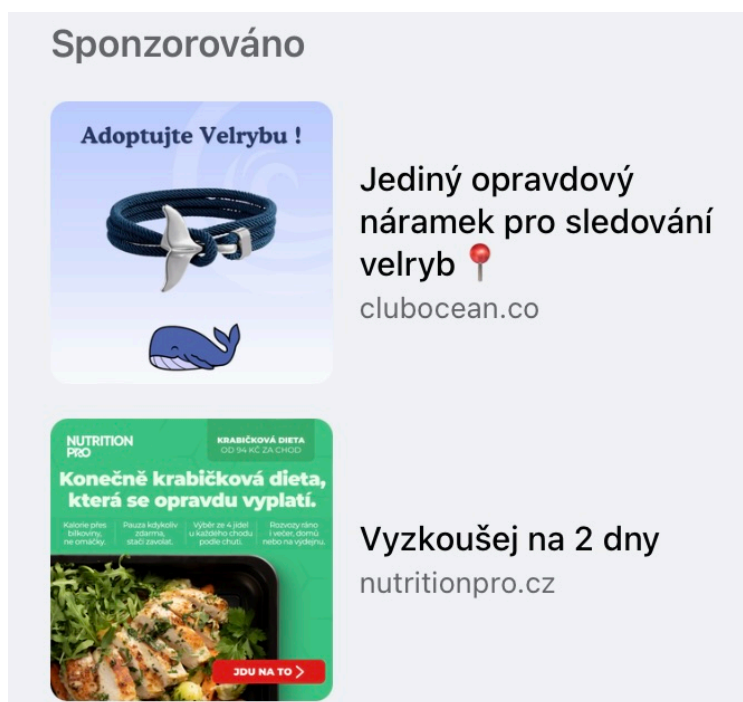 Sponzorováno
Adoptujte Velrybu !
Jediný opravdový
náramek pro sledování
velryb
clubocean.co
NUTRITION
PRO
KRABIČKOVÁ DIETA
OD 94 KČ ZA CHOD
Konečně krabičková dieta,
která se opravdu vyplatí.
Kalorie přes
bílkoviny,
ne omáčky.
Pauza kdykoliv
zdarma,
stačí zavolat.
Výběr ze 4 jídel
u každého chodu
podle chuti.
Rozvozy ráno
i večer, domů
nebo na výdejnu.
JDU NA TO >
Vyzkoušej na 2 dny
nutritionpro.cz